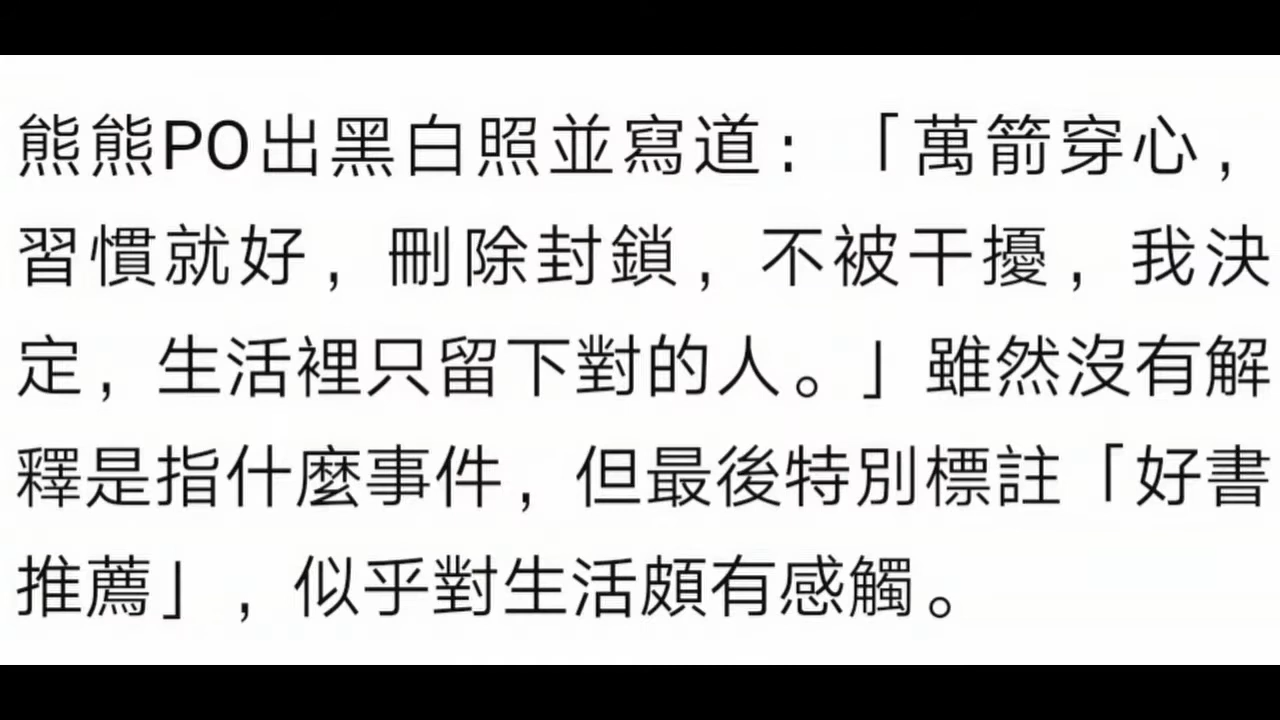 熊熊PO出黑白照並寫道：「萬箭穿心，
習慣就好，刪除封鎖，不被干擾，我決
定，生活裡只留下對的人。」雖然沒有解
釋是指什麼事件，但最後特別標註「好書
推薦」，似乎對生活頗有感觸。